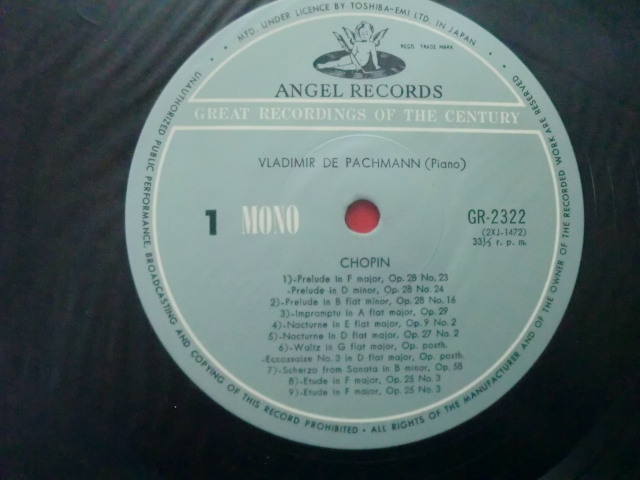 MFD. UNDER LICENCE BY TOSHIBA-EMI LTD. IN JAPAN
REGIS. TRADE MARK
ANGEL RECORDS
GREAT RECORDINGS OF THE CENTURY
VLADIMIR DE PACHMANN (Piano)
1 MONO
GR-2322
(2XJ-1472)
33⅓ r. p. m.
CHOPIN
1)-Prelude in F major, Op. 28 No. 23
-Prelude in D minor, Op. 28 No. 24
2)-Prelude in B flat minor, Op. 28 No. 16
3)-Impromptu in A flat major, Op. 29
4)-Nocturne in E flat major, Op. 9 No. 2
5)-Nocturne in D flat major, Op. 27 No. 2
6)-Waltz in G flat major, Op. posth.
-Eccossaise No. 3 in D flat major, Op. posth.
7)-Scherzo from Sonata in B minor, Op. 58
8)-Etude in F major, Op. 25 No. 3
9)-Etude in F major, Op. 25 No. 3
UNAUTHORIZED PUBLIC PERFORMANCE, BROADCASTING AND COPYING OF THIS RECORD PROHIBITED • ALL RIGHTS OF THE MANUFACTURER AND OF THE OWNER OF THE RECORDED WORK ARE RESERVED